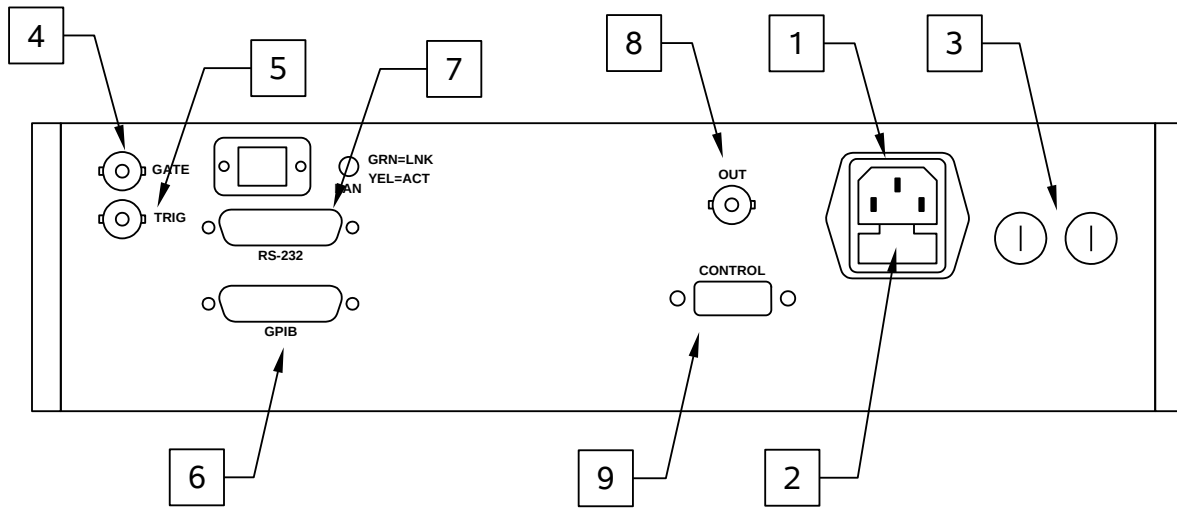 4
5
7
8
1
3
GATE
GRN=LNK
YEL=ACT
TRIG
RS-232
GPIB
OUT
CONTROL
6
9
2